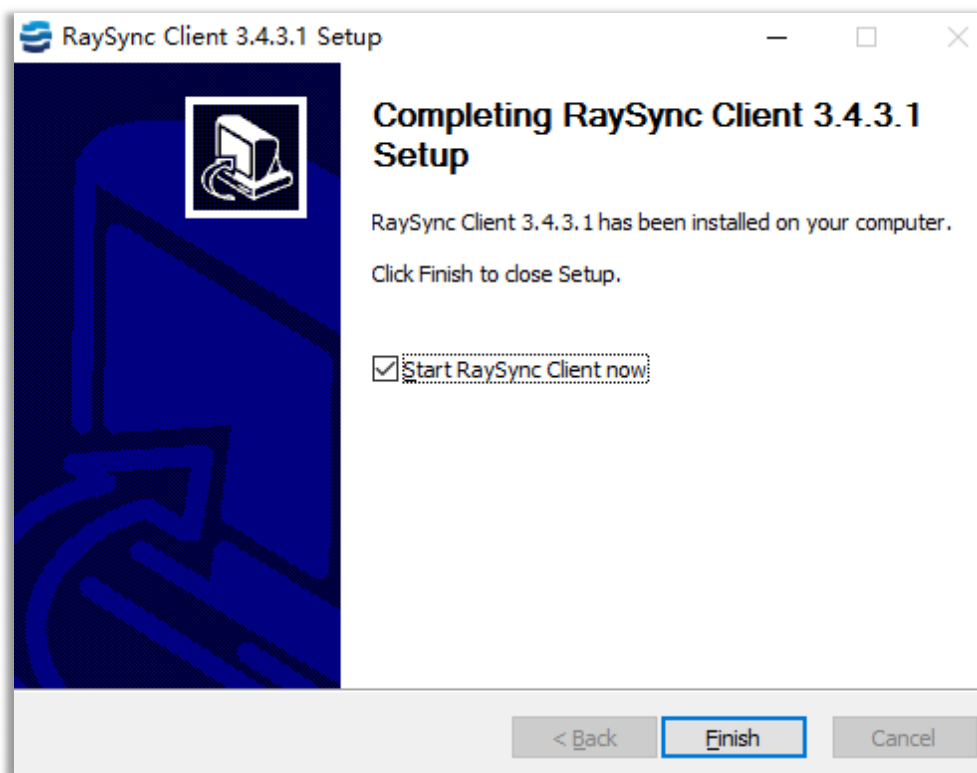 RaySync Client 3.4.3.1 Setup
Completing RaySync Client 3.4.3.1
Setup
RaySync Client 3.4.3.1 has been installed on your computer.
Click Finish to close Setup.
Start RaySync Client now
< Back
Finish
Cancel